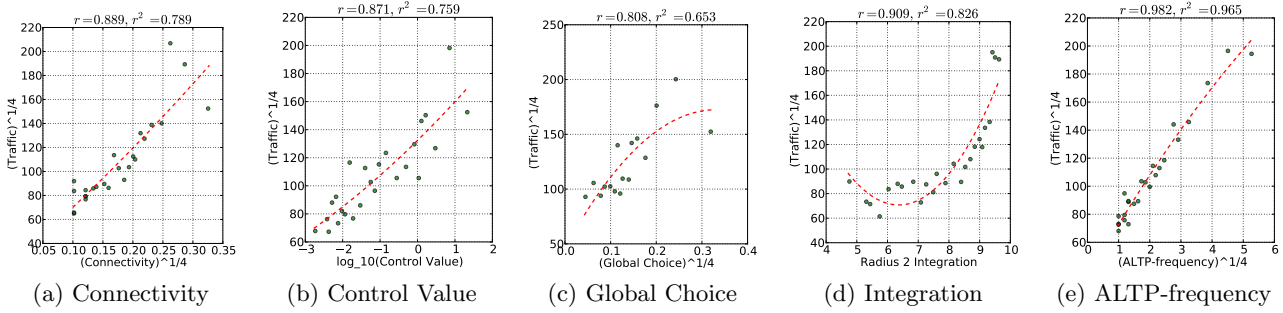 r=0.889, r² =0.789
220
200
180
160
140
120
100
80
60
40
0.05 0.10 0.15 0.20 0.25 0.30 0.35
(Traffic)^1/4
(Connectivity)^1/4
(a) Connectivity
r=0.871, r² =0.759
220
200
180
160
140
120
100
80
60
−3 −2 −1 0 1 2
(Traffic)^1/4
log_10(Control Value)
(b) Control Value
r=0.808, r² =0.653
250
200
150
100
50
0.0 0.1 0.2 0.3 0.4
(Traffic)^1/4
(Global Choice)^1/4
(c) Global Choice
r=0.909, r² =0.826
220
200
180
160
140
120
100
80
60
40
4 5 6 7 8 9 10
(Traffic)^1/4
Radius 2 Integration
(d) Integration
r=0.982, r² =0.965
220
200
180
160
140
120
100
80
60
0 1 2 3 4 5 6
(Traffic)^1/4
(ALTP-frequency)^1/4
(e) ALTP-frequency